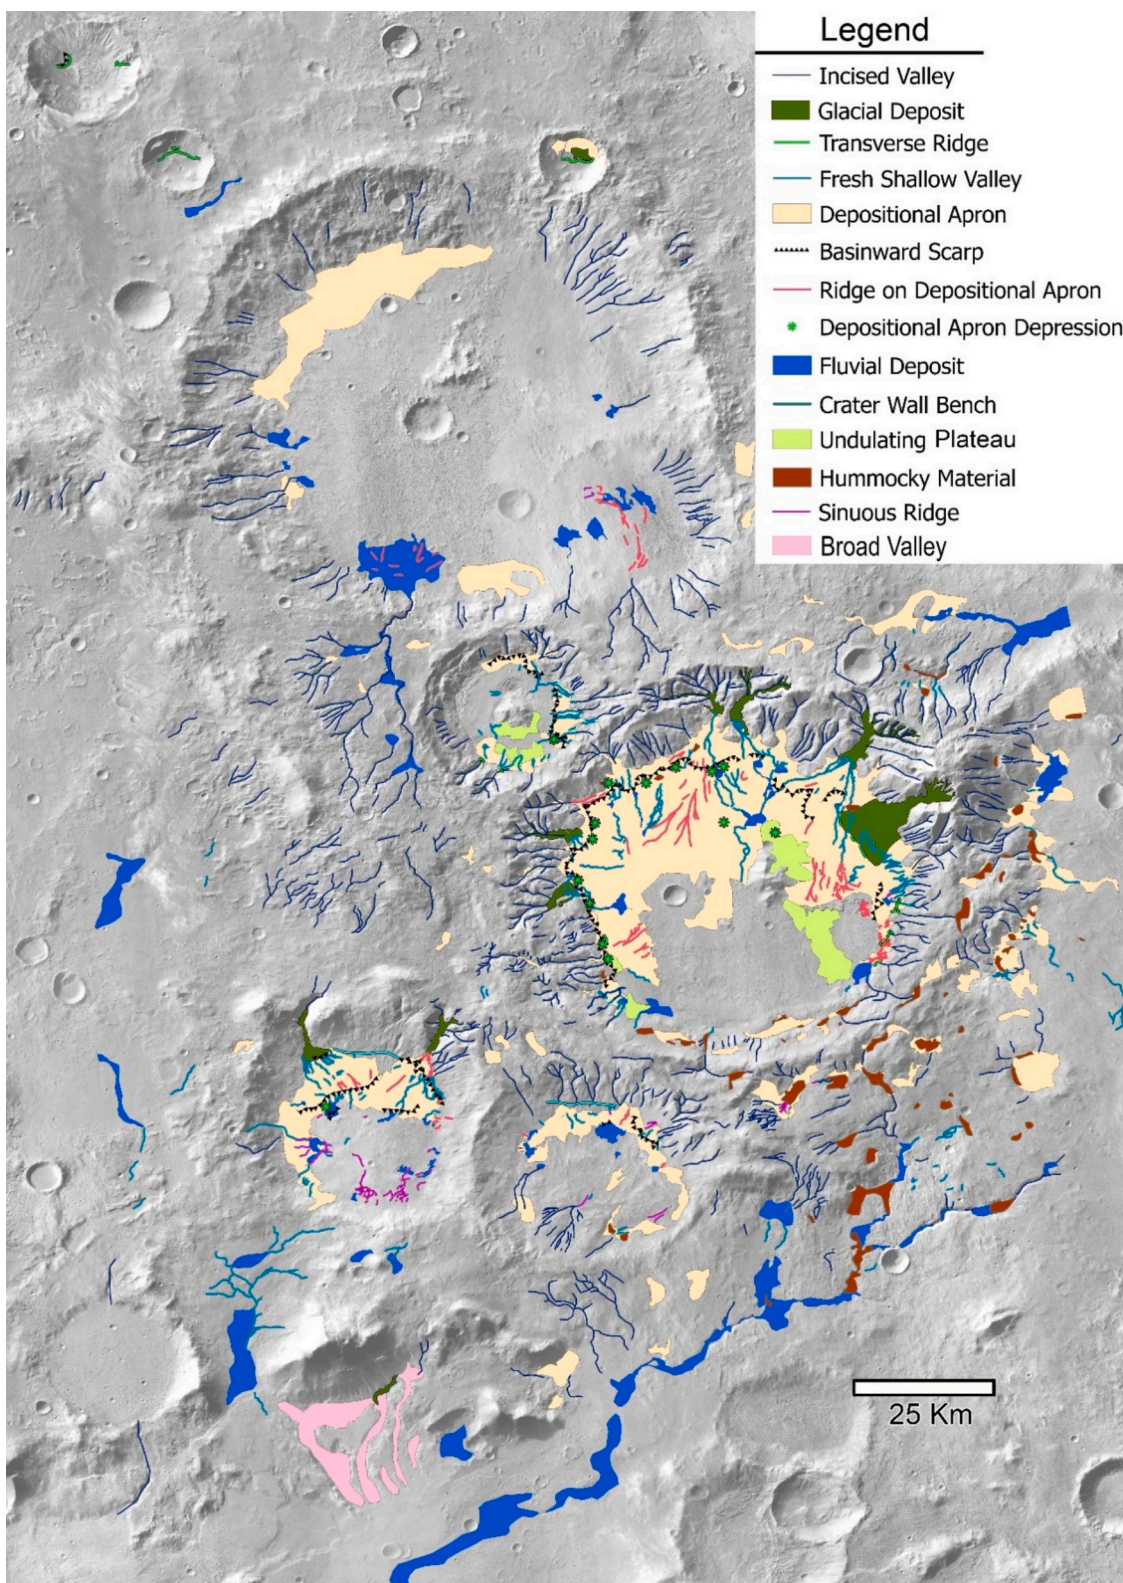 Legend
Incised Valley
Glacial Deposit
Transverse Ridge
Fresh Shallow Valley
Depositional Apron
Basinward Scarp
Ridge on Depositional Apron
Depositional Apron Depression
Fluvial Deposit
Crater Wall Bench
Undulating Plateau
Hummocky Material
Sinuous Ridge
Broad Valley
25 Km